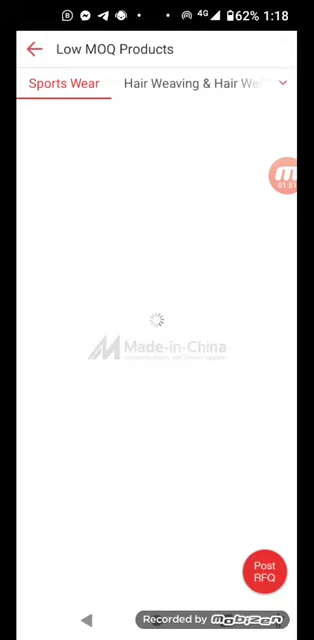 4G 62% 1:18
Low MOQ Products
Sports Wear Hair Weaving & Hair We
01:51
Made-in-China
Post
RFQ
Recorded by mobizen